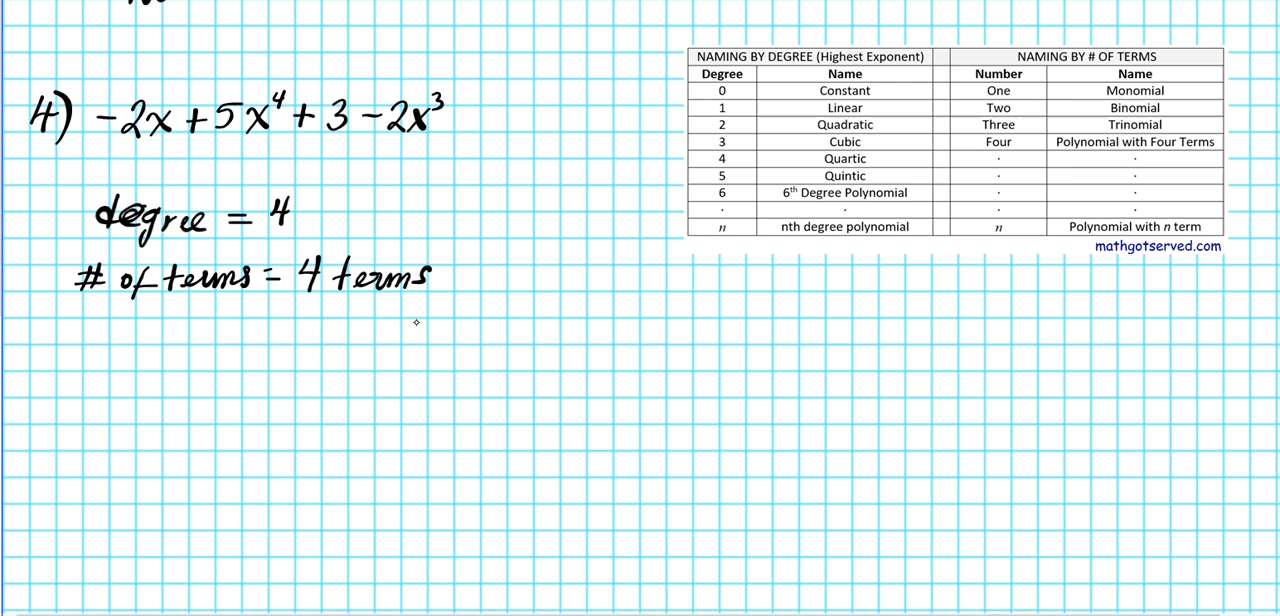 4) -2x + 5x⁴ + 3 - 2x³
degree = 4
# of terms = 4 terms
NAMING BY DEGREE (Highest Exponent) NAMING BY # OF TERMS
Degree Name Number Name
0 Constant One Monomial
1 Linear Two Binomial
2 Quadratic Three Trinomial
3 Cubic Four Polynomial with Four Terms
4 Quartic . .
5 Quintic . .
6 6th Degree Polynomial . .
. . . .
n nth degree polynomial n Polynomial with n term
mathgotserved.com